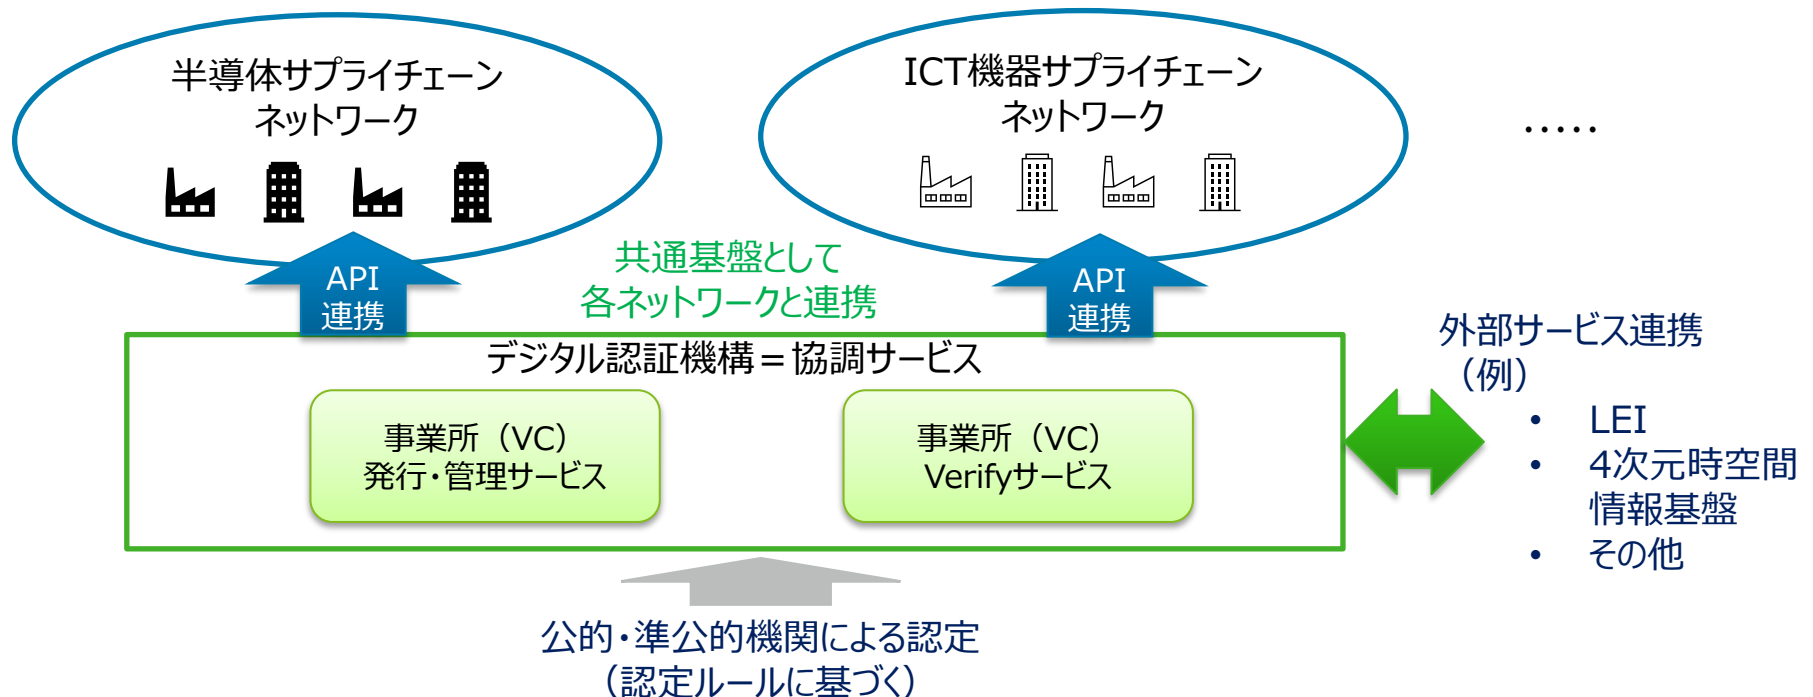 半導体サプライチェーン
ネットワーク
ICT機器サプライチェーン
ネットワーク
・・・・・
API
連携
共通基盤として
各ネットワークと連携
API
連携
デジタル認証機構＝協調サービス
事業所（VC）
発行・管理サービス
事業所（VC）
Verifyサービス
外部サービス連携
（例）
• LEI
• 4次元時空間
情報基盤
• その他
公的・準公的機関による認定
（認定ルールに基づく）